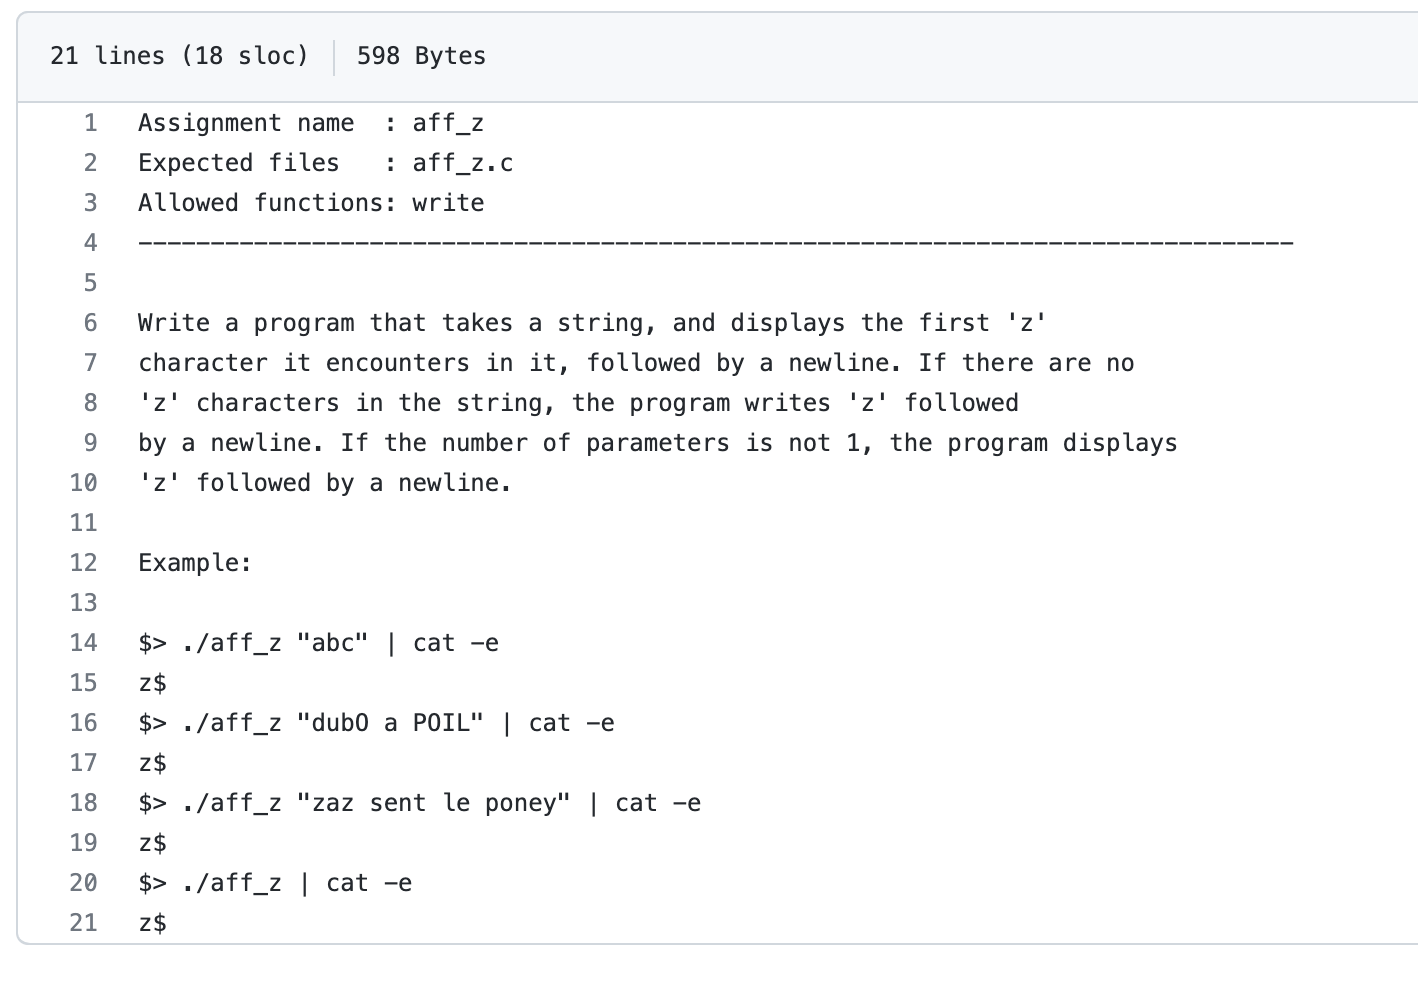 21 lines (18 sloc) 598 Bytes
1 Assignment name  : aff_z
2 Expected files   : aff_z.c
3 Allowed functions: write
4 --------------------------------------------------------------------------------
5
6 Write a program that takes a string, and displays the first 'z'
7 character it encounters in it, followed by a newline. If there are no
8 'z' characters in the string, the program writes 'z' followed
9 by a newline. If the number of parameters is not 1, the program displays
10 'z' followed by a newline.
11
12 Example:
13
14 $> ./aff_z "abc" | cat -e
15 z$
16 $> ./aff_z "dubO a POIL" | cat -e
17 z$
18 $> ./aff_z "zaz sent le poney" | cat -e
19 z$
20 $> ./aff_z | cat -e
21 z$